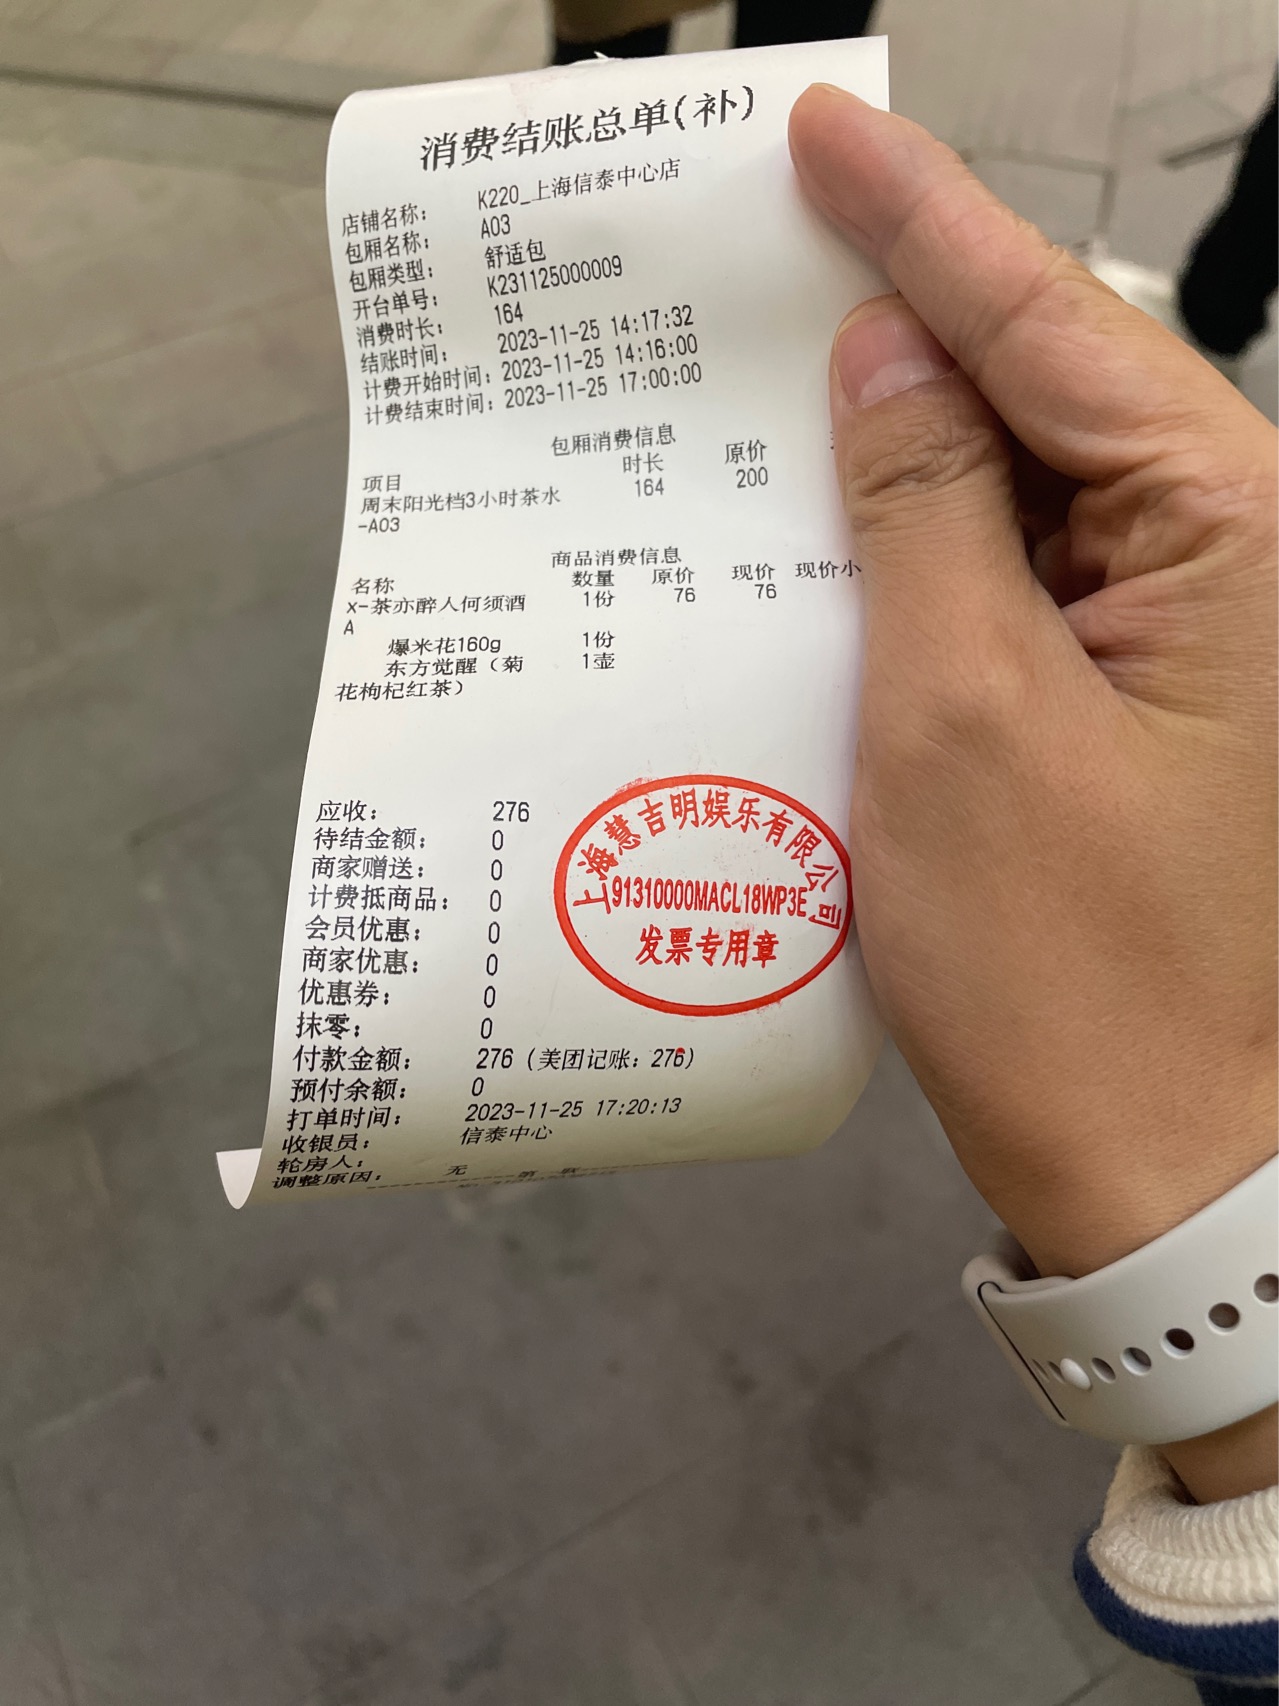 消费结账总单(补)
店铺名称: K220_上海信泰中心店
包厢名称: A03
包厢类型: 舒适包
开台单号: K231125000009
消费时长: 164
结账时间: 2023-11-25 14:17:32
计费开始时间: 2023-11-25 14:16:00
计费结束时间: 2023-11-25 17:00:00
包厢消费信息
项目 时长 原价
周末阳光档3小时茶水 164 200
-A03
商品消费信息
名称 数量 原价 现价 现价小
x-茶亦醉人何须酒 1份 76 76
A
爆米花160g 1份
东方觉醒(菊 1壶
花枸杞红茶)
应收: 276
待结金额: 0
商家赠送: 0
计费抵商品: 0
会员优惠: 0
商家优惠: 0
优惠券: 0
抹零: 0
付款金额: 276 (美团记账: 276)
预付余额: 0
打单时间: 2023-11-25 17:20:13
收银员: 信泰中心
轮房人:
调整原因: 无
上海慧吉明娱乐有限公司
91310000MACL18WP3E
发票专用章